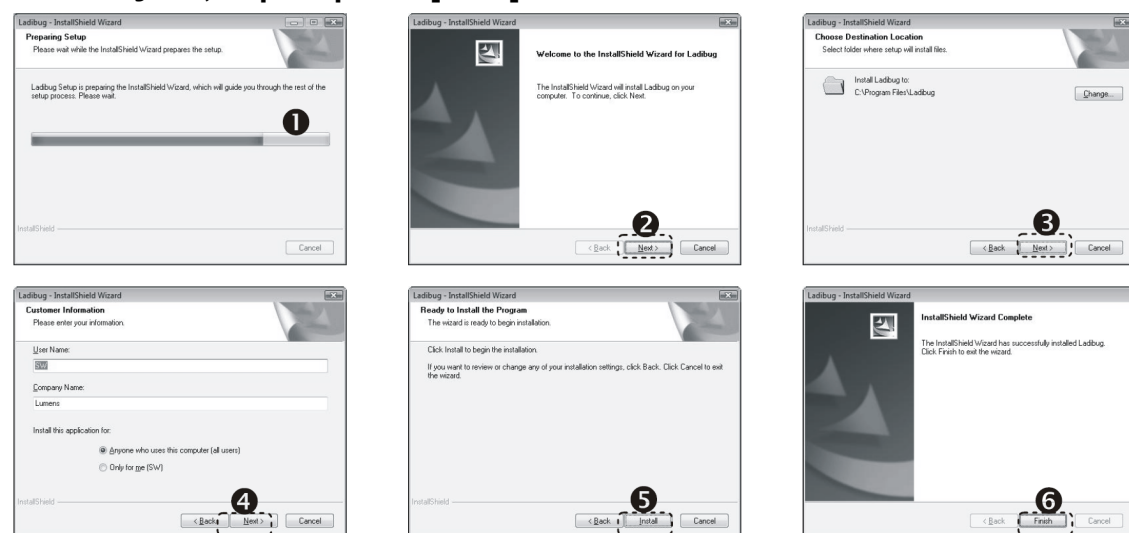 Ladibug - InstallShield Wizard
Preparing Setup
Please wait while the InstallShield Wizard prepares the setup.
Ladibug Setup is preparing the InstallShield Wizard, which will guide you through the rest of the
setup process. Please wait.
1
InstallShield
Cancel
Ladibug - InstallShield Wizard
Welcome to the InstallShield Wizard for Ladibug
The InstallShield Wizard will install Ladibug on your
computer. To continue, click Next.
2
< Back Next > Cancel
Ladibug - InstallShield Wizard
Choose Destination Location
Select folder where setup will install files.
Install Ladibug to:
C:\Program Files\Ladibug
Change...
3
InstallShield
< Back Next > Cancel
Ladibug - InstallShield Wizard
Customer Information
Please enter your information.
User Name:
SW
Company Name:
Lumens
Install this application for:
Anyone who uses this computer (all users)
Only for me (SW)
4
InstallShield
< Back Next > Cancel
Ladibug - InstallShield Wizard
Ready to Install the Program
The wizard is ready to begin installation.
Click Install to begin the installation.
If you want to review or change any of your installation settings, click Back. Click Cancel to exit
the wizard.
5
InstallShield
< Back Install Cancel
Ladibug - InstallShield Wizard
InstallShield Wizard Complete
The InstallShield Wizard has successfully installed Ladibug.
Click Finish to exit the wizard.
6
< Back Finish Cancel